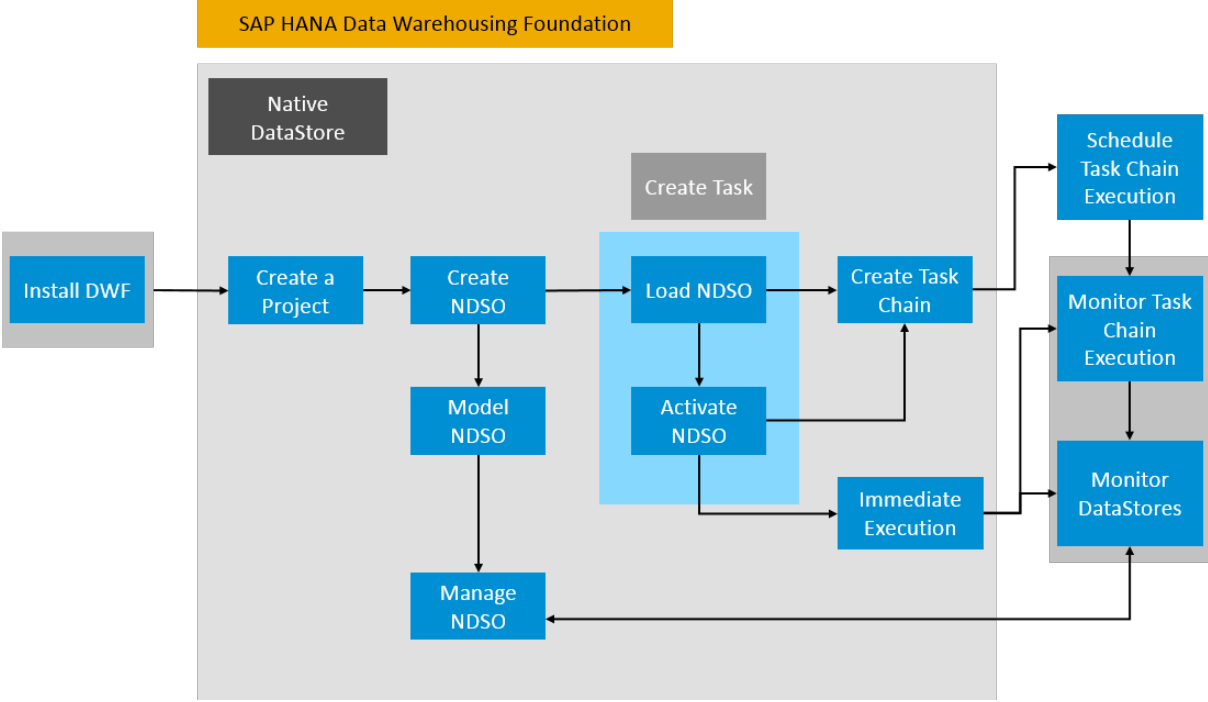 SAP HANA Data Warehousing Foundation
Native
DataStore
Create Task
Schedule
Task Chain
Execution
Install DWF
Create a
Project
Create
NDSO
Load NDSO
Create Task
Chain
Monitor Task
Chain
Execution
Model
NDSO
Activate
NDSO
Immediate
Execution
Monitor
DataStores
Manage
NDSO